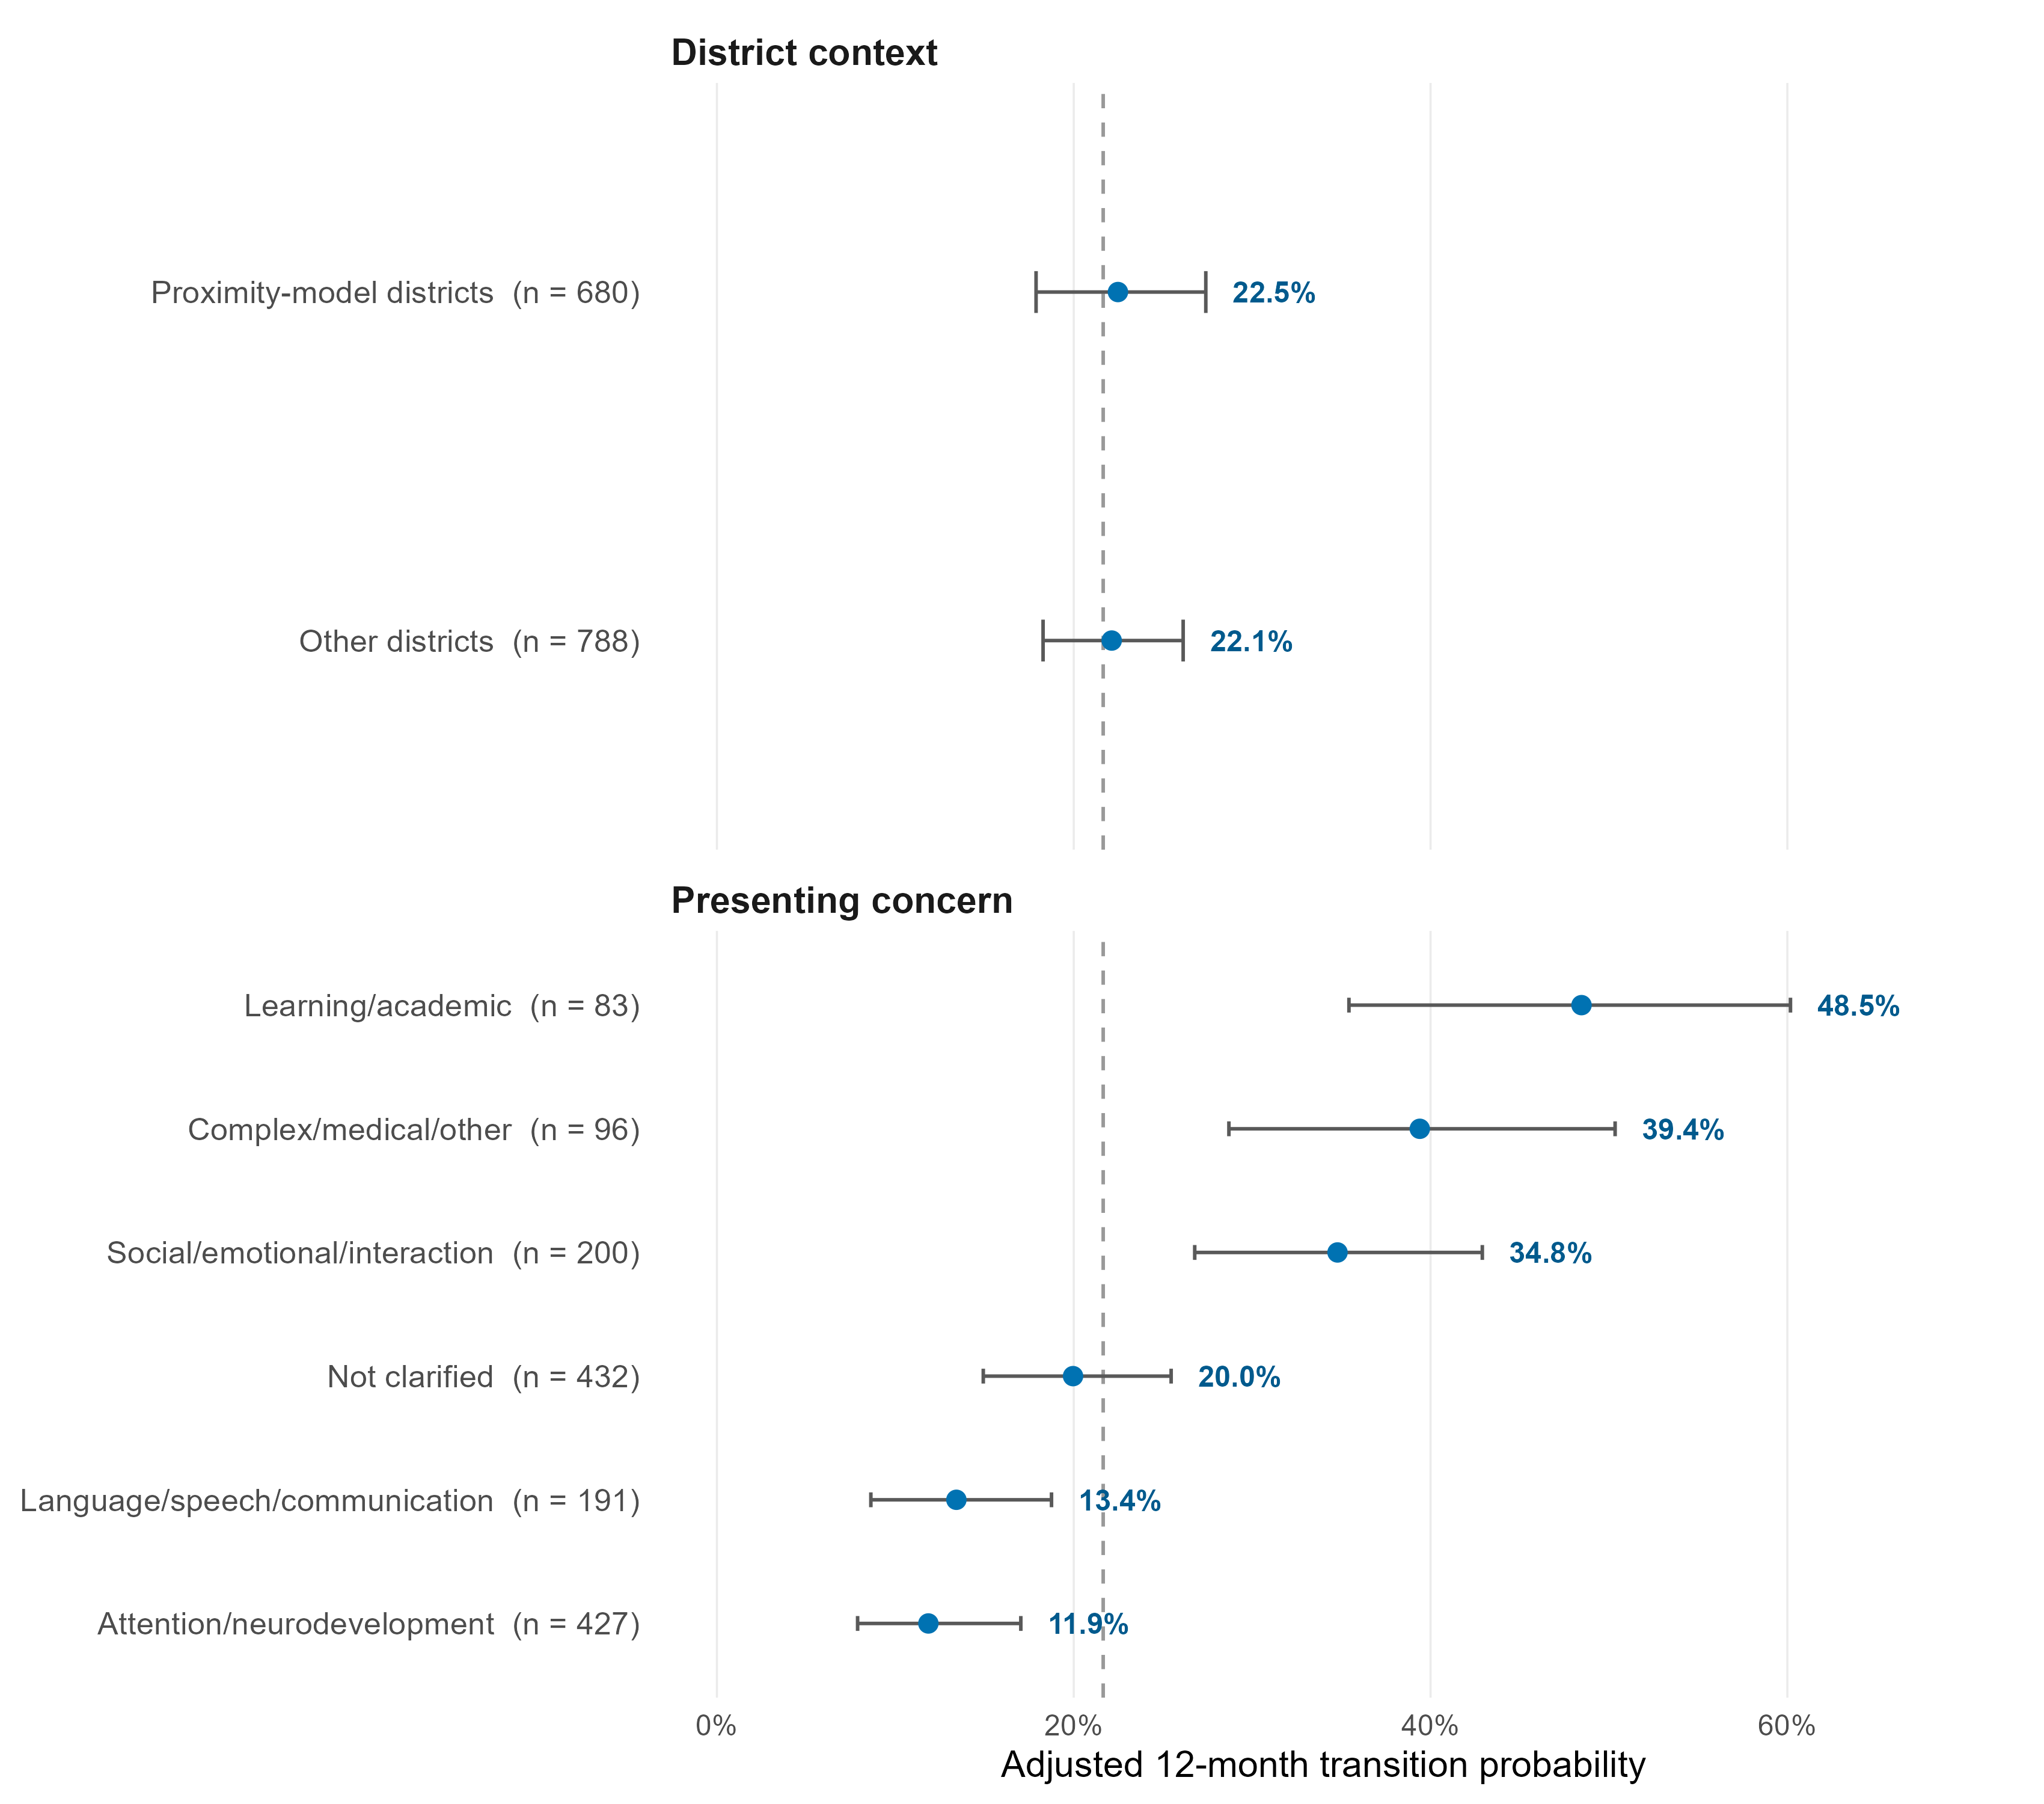 District context
Proximity-model districts (n = 680)
22.5%
Other districts (n = 788)
22.1%
Presenting concern
Learning/academic (n = 83)
48.5%
Complex/medical/other (n = 96)
39.4%
Social/emotional/interaction (n = 200)
34.8%
Not clarified (n = 432)
20.0%
Language/speech/communication (n = 191)
13.4%
Attention/neurodevelopment (n = 427)
11.9%
0% 20% 40% 60%
Adjusted 12-month transition probability